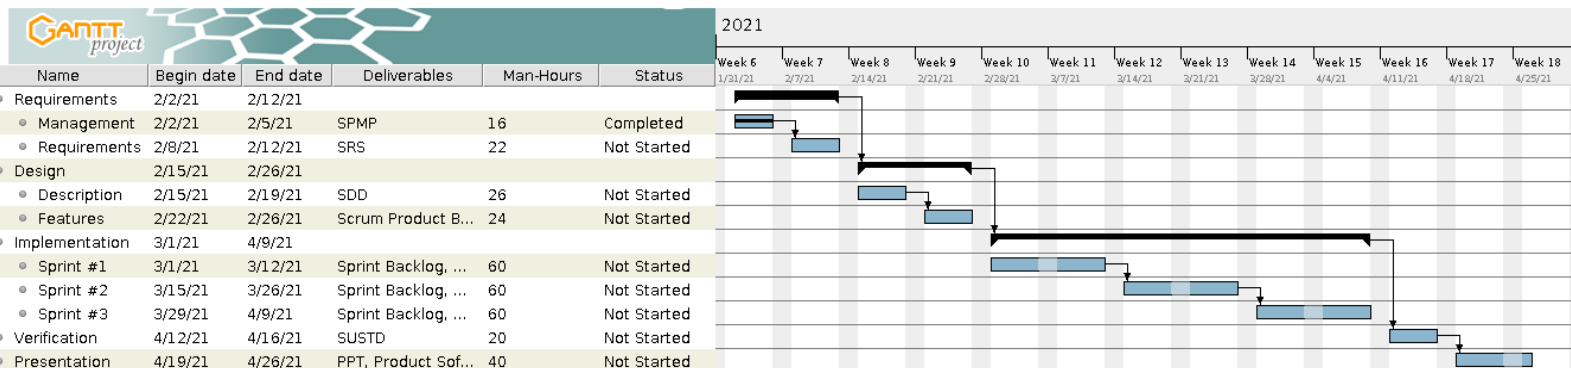 GANTT
project
2021
Week 6 Week 7 Week 8 Week 9 Week 10 Week 11 Week 12 Week 13 Week 14 Week 15 Week 16 Week 17 Week 18
1/31/21 2/7/21 2/14/21 2/21/21 2/28/21 3/7/21 3/14/21 3/21/21 3/28/21 4/4/21 4/11/21 4/18/21 4/25/21
Name Begin date End date Deliverables Man-Hours Status
Requirements 2/2/21 2/12/21
Management 2/2/21 2/5/21 SPMP 16 Completed
Requirements 2/8/21 2/12/21 SRS 22 Not Started
Design 2/15/21 2/26/21
Description 2/15/21 2/19/21 SDD 26 Not Started
Features 2/22/21 2/26/21 Scrum Product B... 24 Not Started
Implementation 3/1/21 4/9/21
Sprint #1 3/1/21 3/12/21 Sprint Backlog, ... 60 Not Started
Sprint #2 3/15/21 3/26/21 Sprint Backlog, ... 60 Not Started
Sprint #3 3/29/21 4/9/21 Sprint Backlog, ... 60 Not Started
Verification 4/12/21 4/16/21 SUSTD 20 Not Started
Presentation 4/19/21 4/26/21 PPT, Product Sof... 40 Not Started